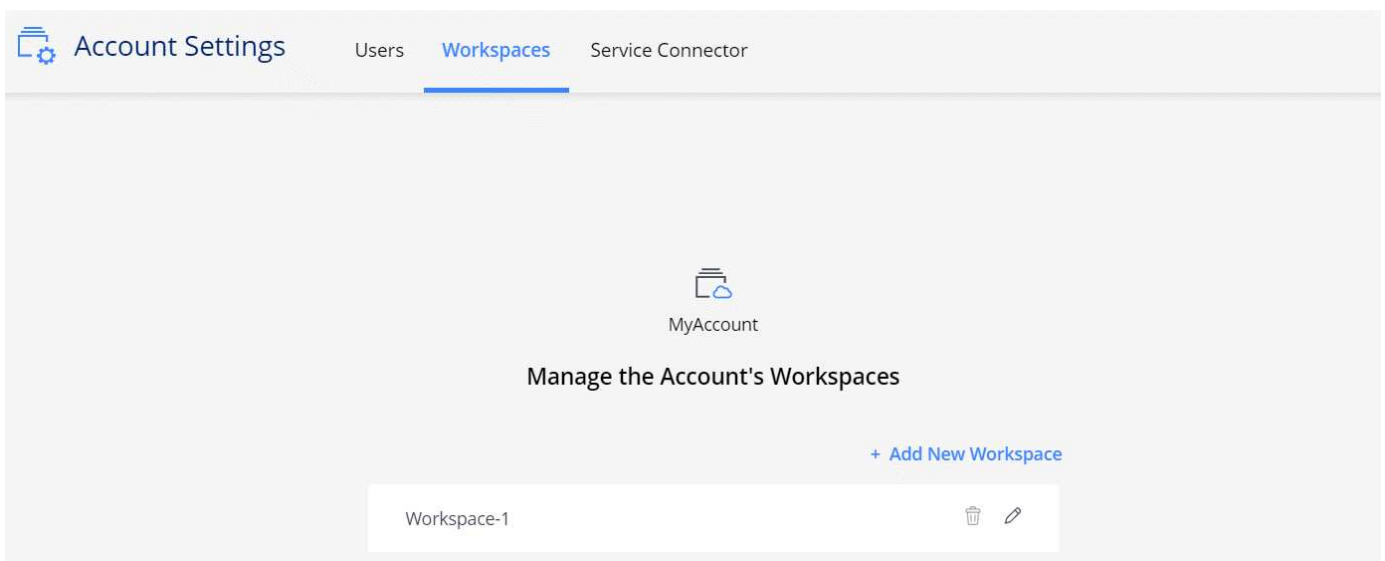 Account Settings Users Workspaces Service Connector
MyAccount
Manage the Account's Workspaces
+ Add New Workspace
Workspace-1